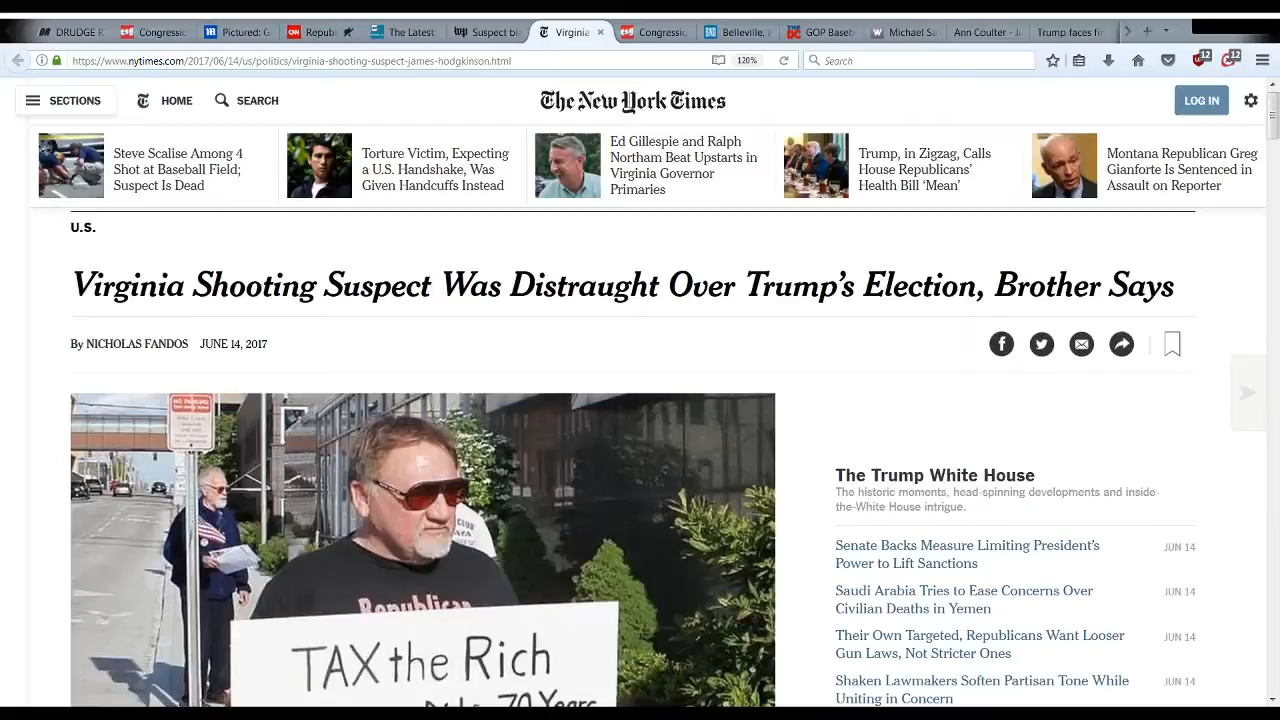 DRUDGE R
Congressic
Pictured: G
Republi
The Latest
Suspect bl
Virginia
Congressic
Belleville,
GOP Baseb
Michael Sa
Ann Coulter - J
Trump faces fir
https://www.nytimes.com/2017/06/14/us/politics/virginia-shooting-suspect-james-hodgkinson.html
120%
Search
12
12
SECTIONS
HOME
SEARCH
The New York Times
LOG IN
Steve Scalise Among 4
Shot at Baseball Field;
Suspect Is Dead
Torture Victim, Expecting
a U.S. Handshake, Was
Given Handcuffs Instead
Ed Gillespie and Ralph
Northam Beat Upstarts in
Virginia Governor
Primaries
Trump, in Zigzag, Calls
House Republicans'
Health Bill 'Mean'
Montana Republican Greg
Gianforte Is Sentenced in
Assault on Reporter
U.S.
Virginia Shooting Suspect Was Distraught Over Trump's Election, Brother Says
By NICHOLAS FANDOS JUNE 14, 2017
NO PARKING
CLUB
Republican
TAX the Rich
70 Years
The Trump White House
The historic moments, head-spinning developments and inside-
the-White House intrigue.
Senate Backs Measure Limiting President's
Power to Lift Sanctions
JUN 14
Saudi Arabia Tries to Ease Concerns Over
Civilian Deaths in Yemen
JUN 14
Their Own Targeted, Republicans Want Looser
Gun Laws, Not Stricter Ones
JUN 14
Shaken Lawmakers Soften Partisan Tone While
Uniting in Concern
JUN 14